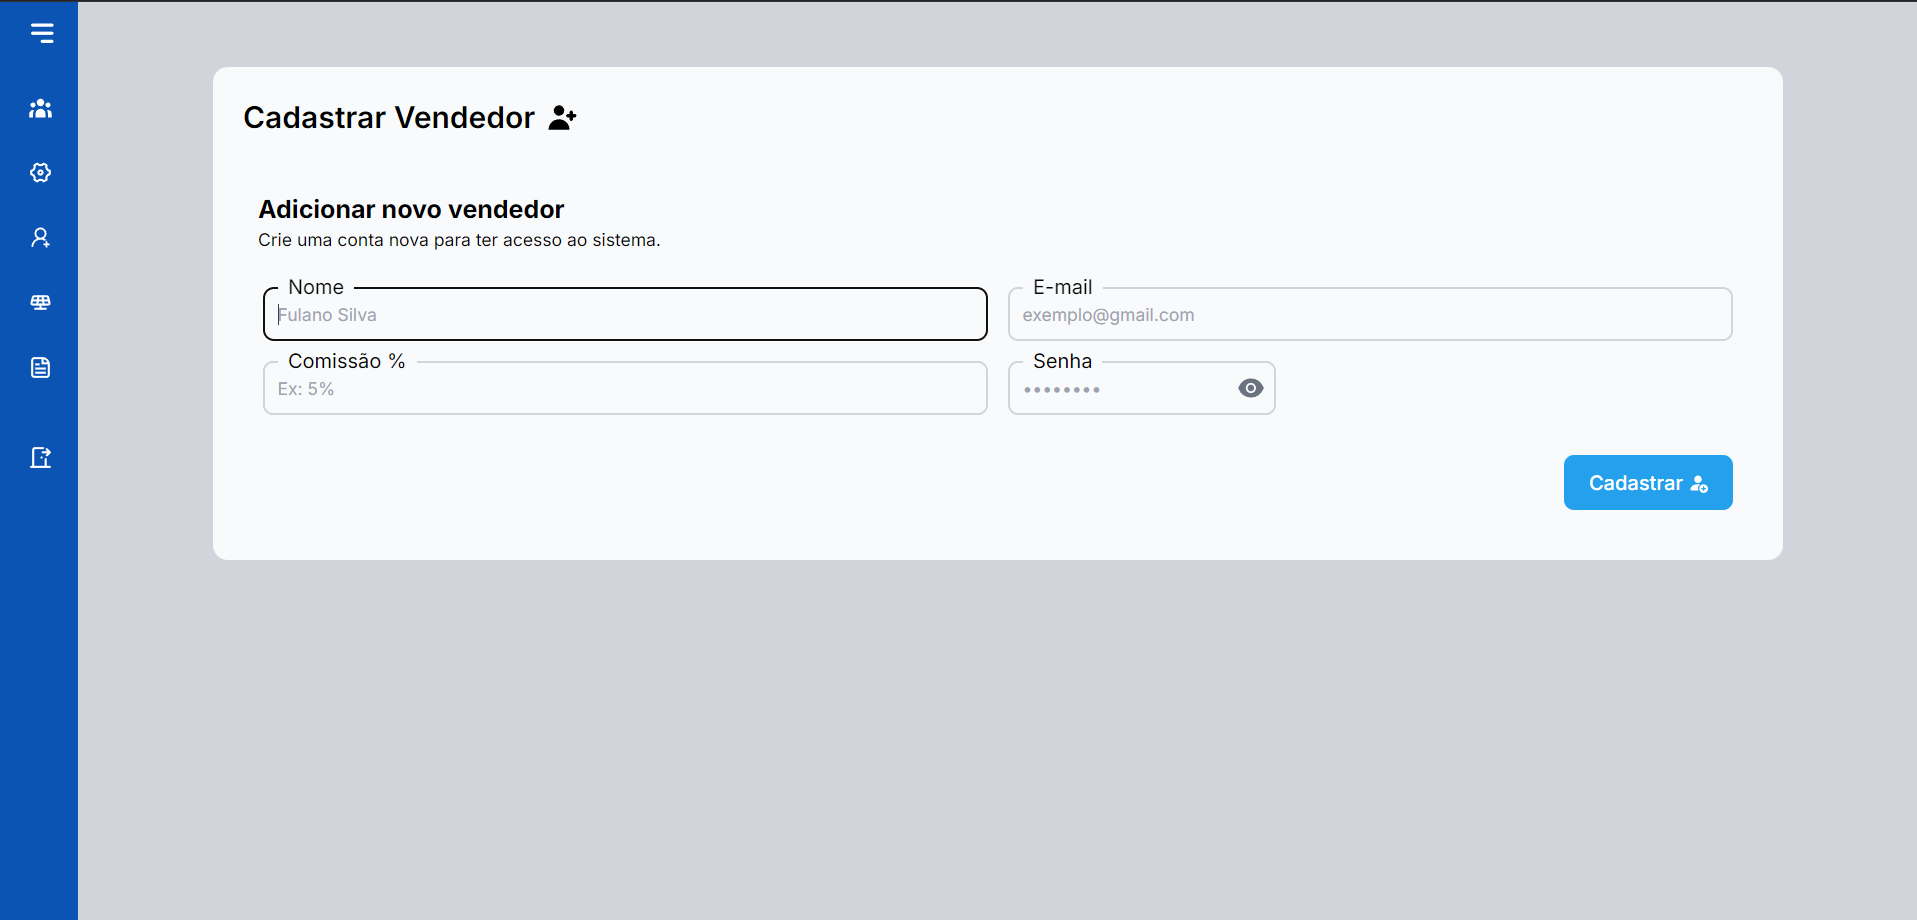 Cadastrar Vendedor
Adicionar novo vendedor
Crie uma conta nova para ter acesso ao sistema.
Nome
Fulano Silva
E-mail
exemplo@gmail.com
Comissão %
Ex: 5%
Senha
••••••••
Cadastrar